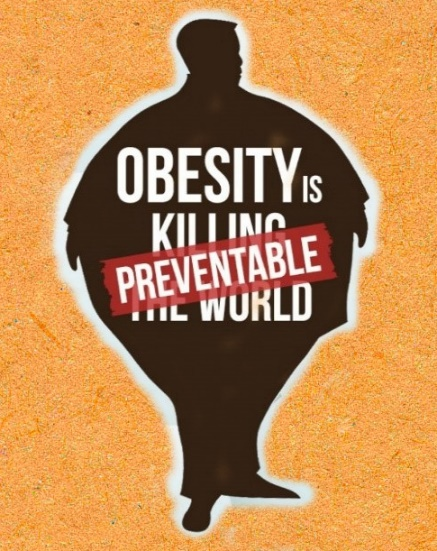 OBESITY IS
KILLING
PREVENTABLE
THE WORLD